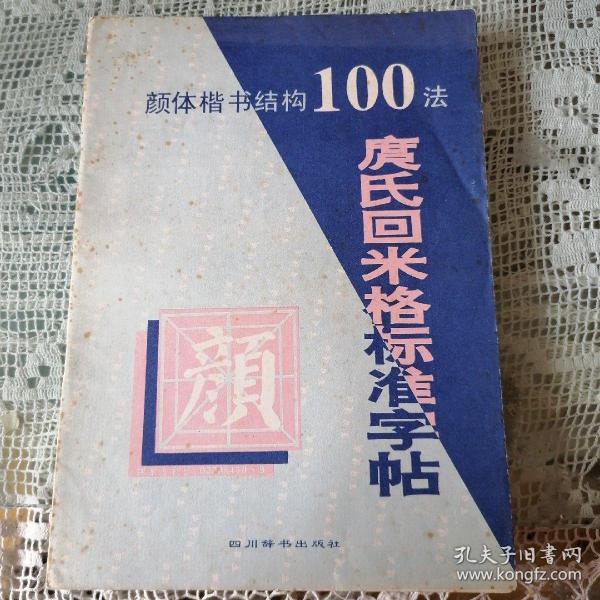 颜体楷书结构100法
庹氏回米格标准字帖
顔
四川辞书出版社
孔夫子旧书网
www.kongfz.com